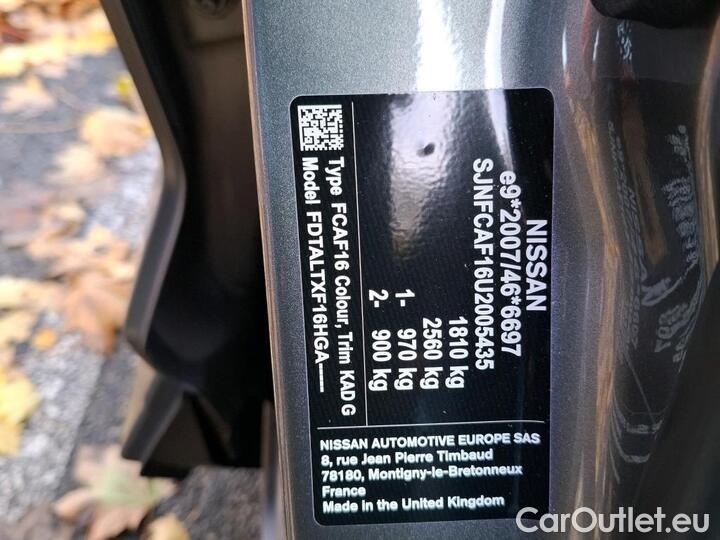 NISSAN
e9*2007/46*6697
SJNFCAF16U2005435
1810 kg
2560 kg
1- 970 kg
2- 900 kg
Type FCAF16 Colour, Trim KAD G
Model FDTALTXF16HGA-----
NISSAN AUTOMOTIVE EUROPE SAS
8, rue Jean Pierre Timbaud
78180, Montigny-le-Bretonneux
France
Made in the United Kingdom
CarOutlet.eu